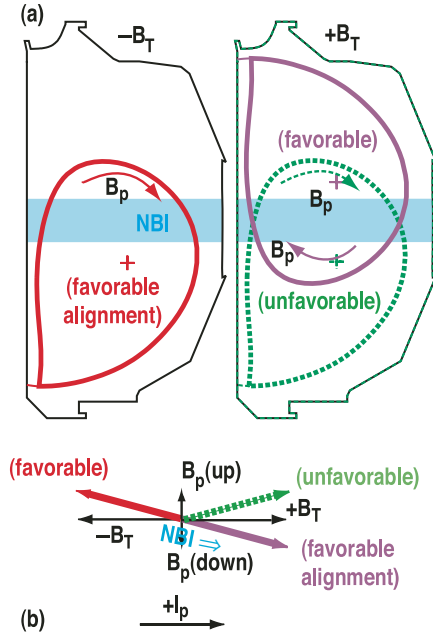 (a)
−B_T
+B_T
(favorable)
B_p
B_p
NBI
B_p
(favorable
alignment)
(unfavorable)
(favorable)
B_p(up)
(unfavorable)
−B_T
+B_T
NBI ⇒
B_p(down)
(favorable
alignment)
(b)
+I_p